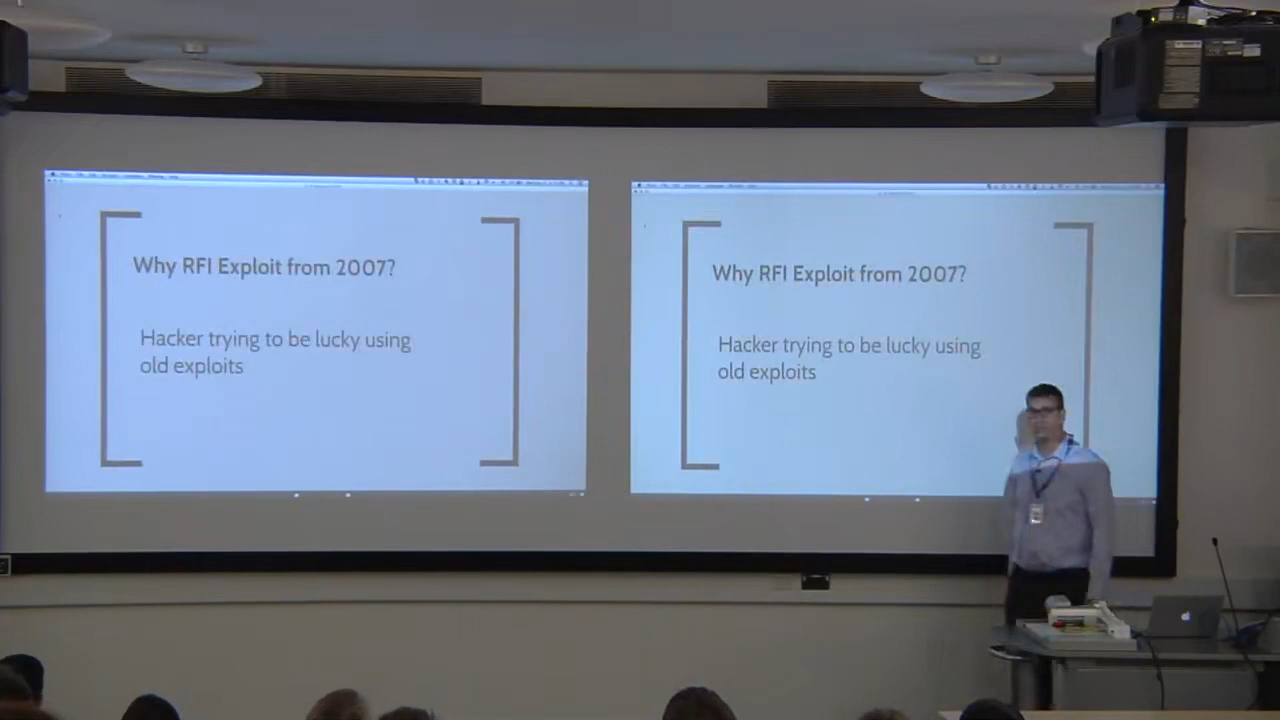 Why RFI Exploit from 2007?
Hacker trying to be lucky using
old exploits
Why RFI Exploit from 2007?
Hacker trying to be lucky using
old exploits